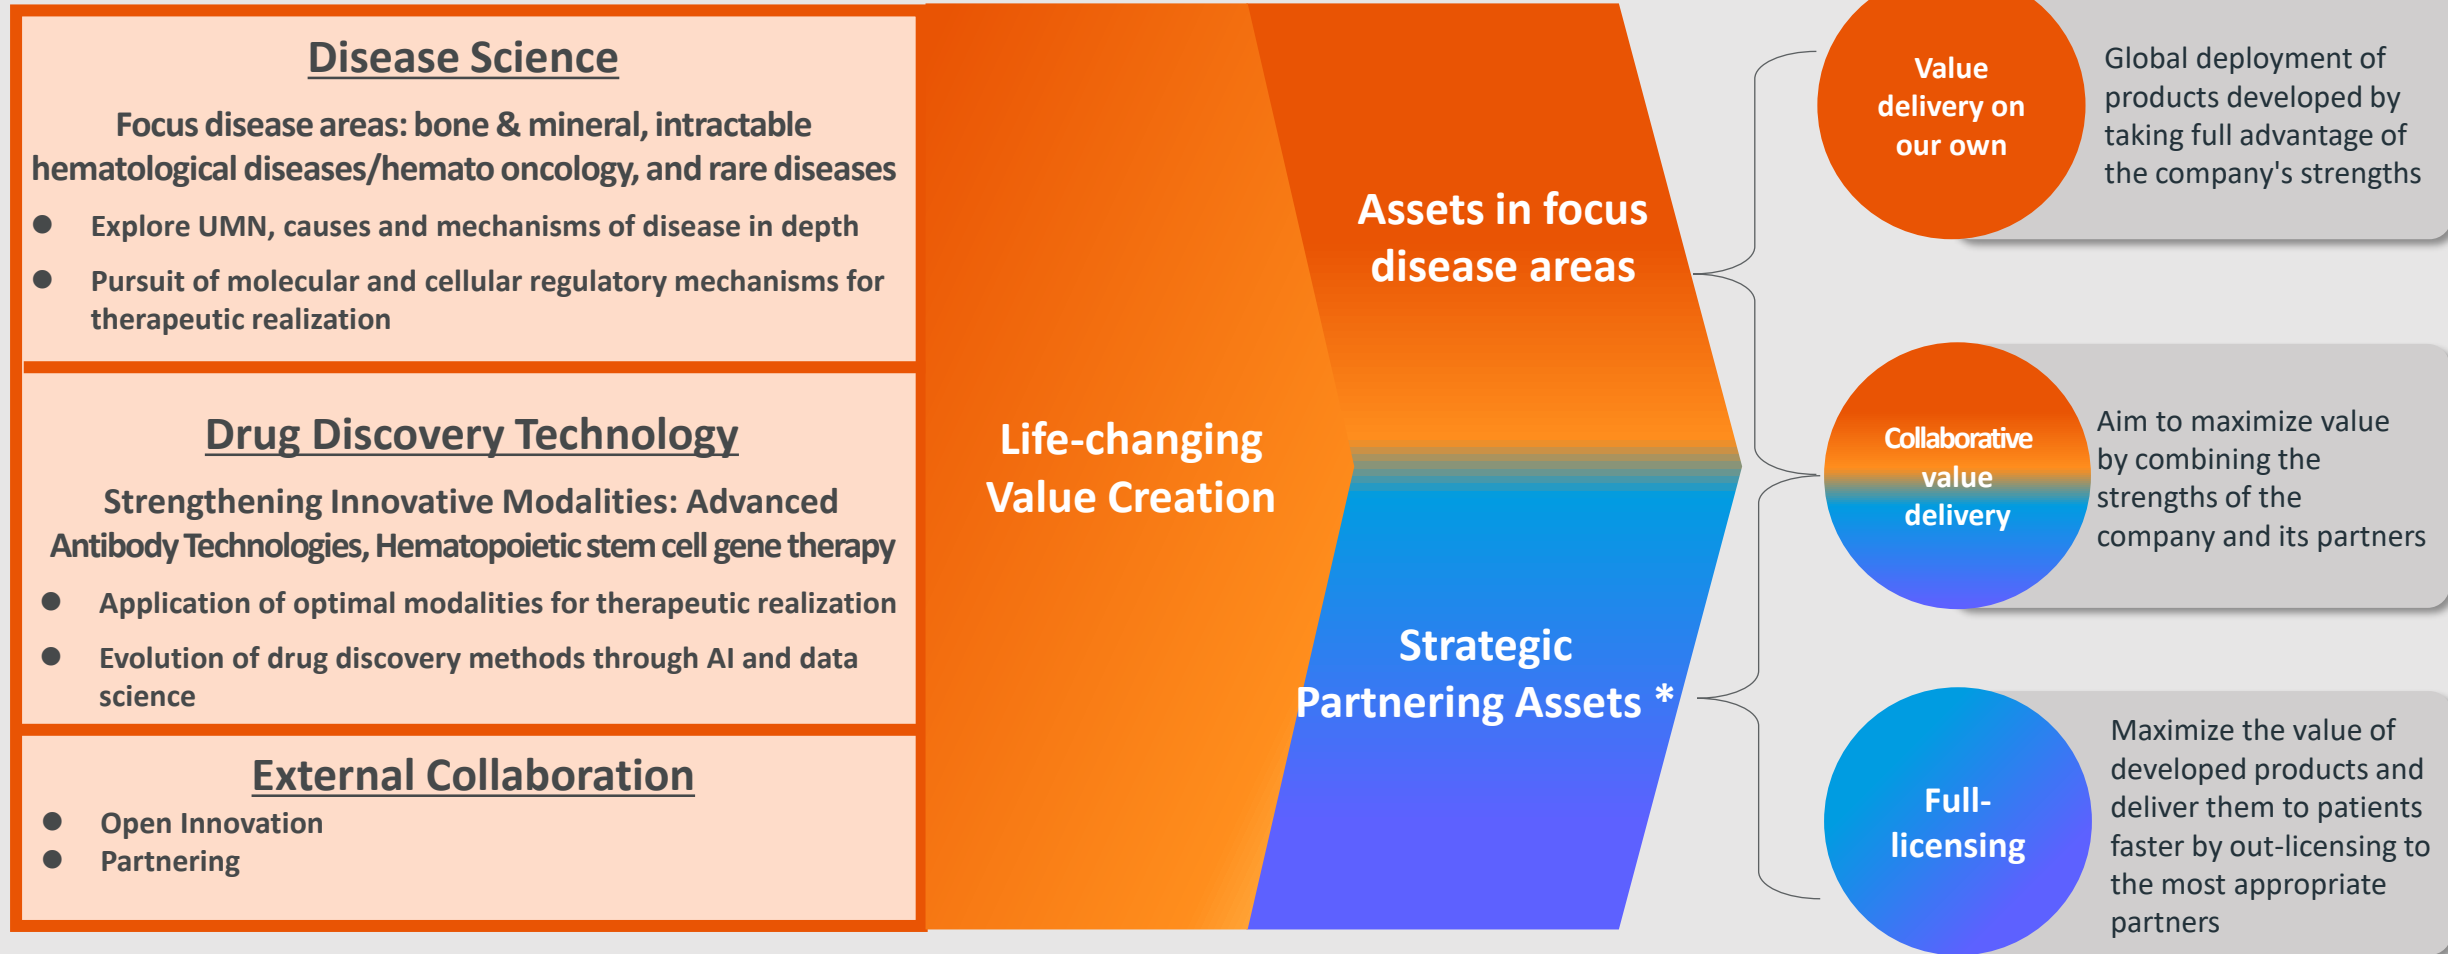 Disease Science
Focus disease areas: bone & mineral, intractable
hematological diseases/hemato oncology, and rare diseases
● Explore UMN, causes and mechanisms of disease in depth
● Pursuit of molecular and cellular regulatory mechanisms for
therapeutic realization
Drug Discovery Technology
Strengthening Innovative Modalities: Advanced
Antibody Technologies, Hematopoietic stem cell gene therapy
● Application of optimal modalities for therapeutic realization
● Evolution of drug discovery methods through AI and data
science
External Collaboration
● Open Innovation
● Partnering
Life-changing
Value Creation
Assets in focus
disease areas
Strategic
Partnering Assets *
Value
delivery on
our own
Global deployment of
products developed by
taking full advantage of
the company's strengths
Collaborative
value
delivery
Aim to maximize value
by combining the
strengths of the
company and its partners
Full-
licensing
Maximize the value of
developed products and
deliver them to patients
faster by out-licensing to
the most appropriate
partners